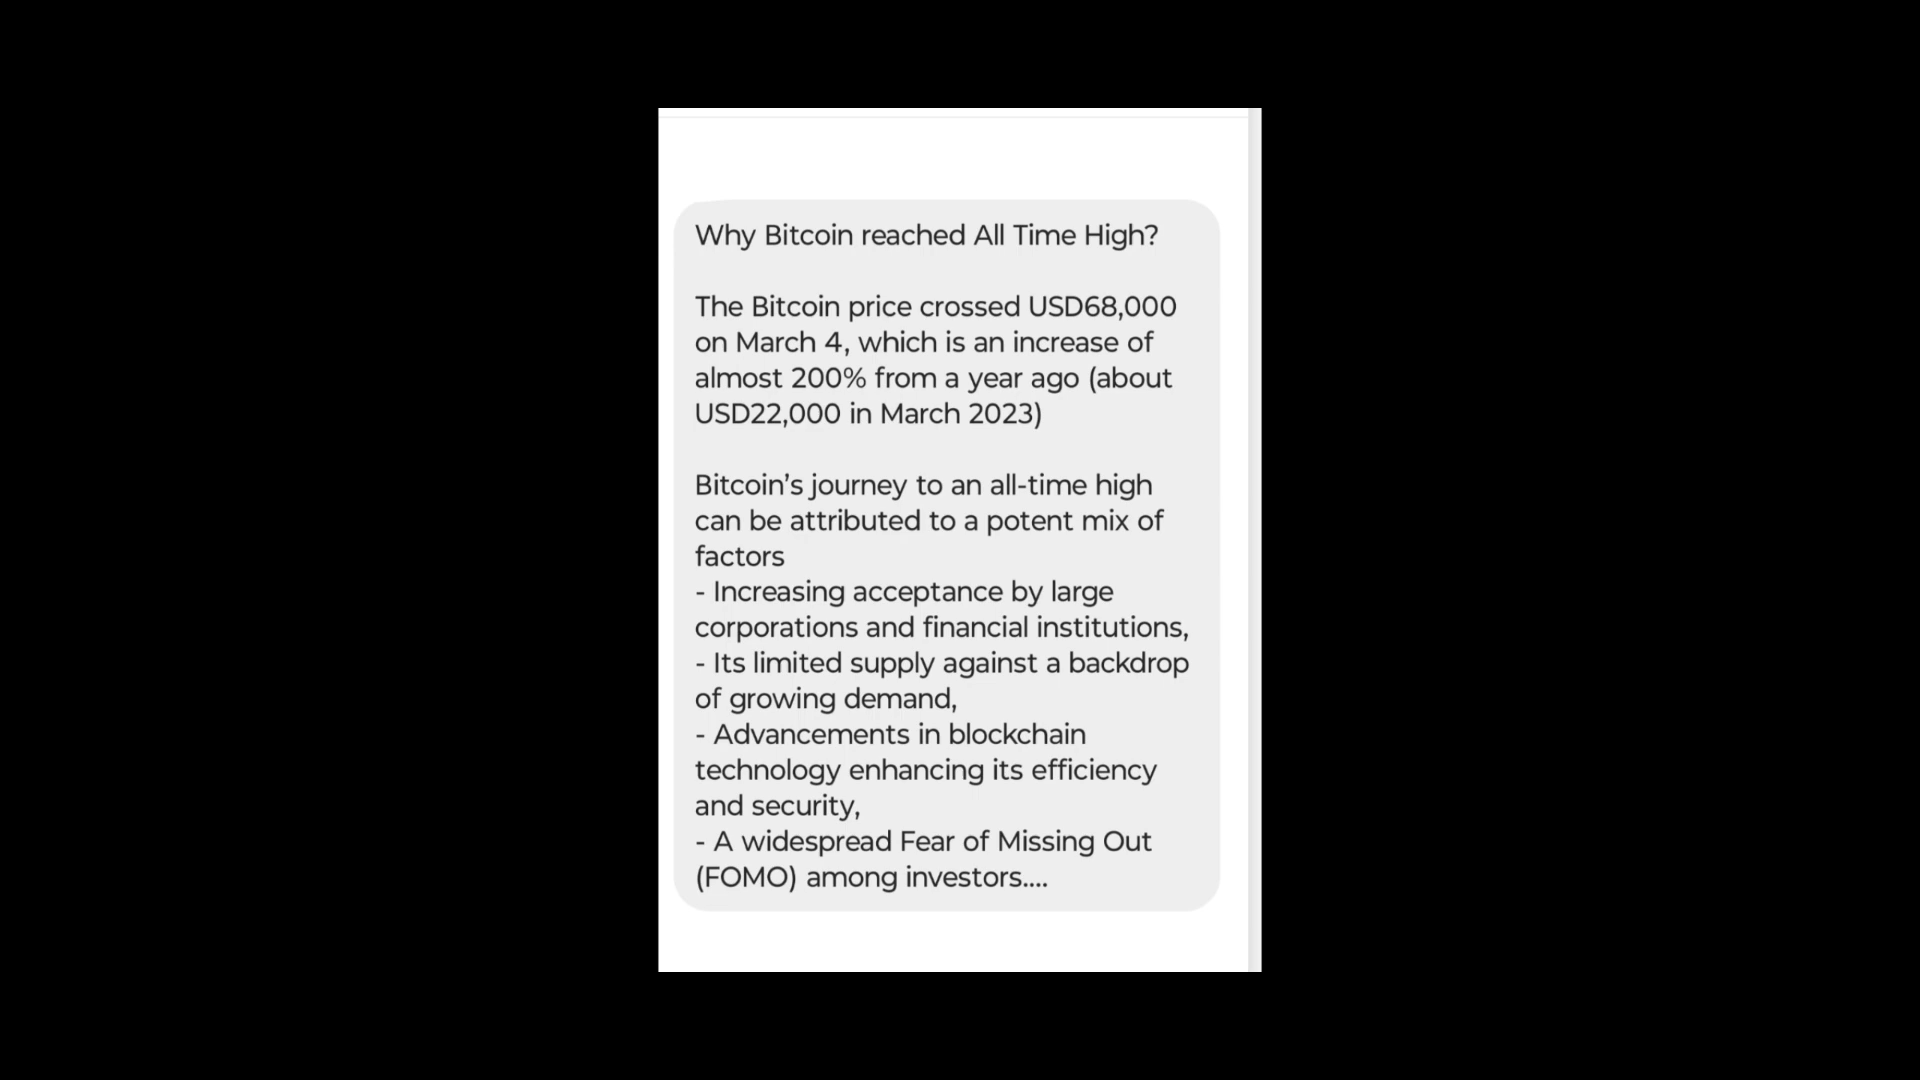 Why Bitcoin reached All Time High?
The Bitcoin price crossed USD68,000
on March 4, which is an increase of
almost 200% from a year ago (about
USD22,000 in March 2023)
Bitcoin’s journey to an all-time high
can be attributed to a potent mix of
factors
- Increasing acceptance by large
corporations and financial institutions,
- Its limited supply against a backdrop
of growing demand,
- Advancements in blockchain
technology enhancing its efficiency
and security,
- A widespread Fear of Missing Out
(FOMO) among investors....